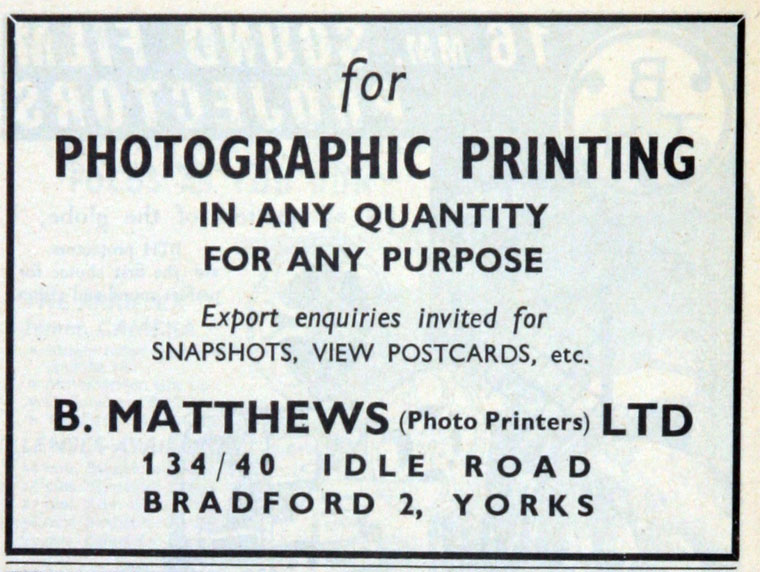 for
PHOTOGRAPHIC PRINTING
IN ANY QUANTITY
FOR ANY PURPOSE
Export enquiries invited for
SNAPSHOTS, VIEW POSTCARDS, etc.
B. MATTHEWS (Photo Printers) LTD
134/40 IDLE ROAD
BRADFORD 2, YORKS